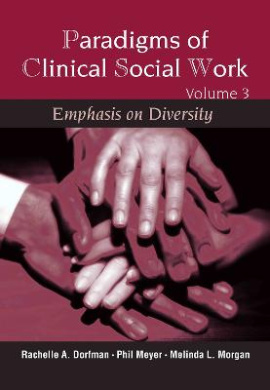 Paradigms of
Clinical Social Work
Volume 3
Emphasis on Diversity
Rachelle A. Dorfman • Phil Meyer • Melinda L. Morgan